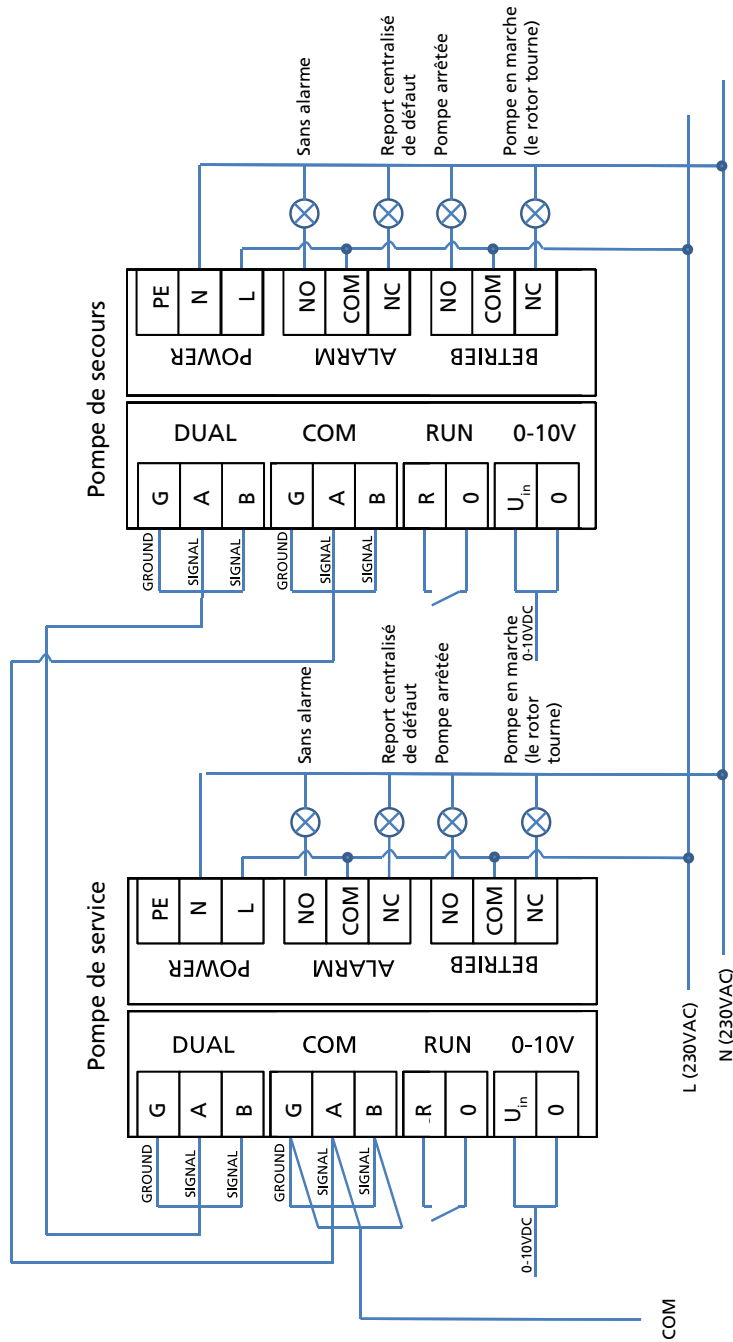 Pompe de service
PE
N
L
POWER
NO
COM
NC
ALARM
NO
COM
NC
BETRIEB
DUAL
COM
RUN
0-10V
G
A
B
G
A
B
R
0
Uin
0
GROUND
SIGNAL
SIGNAL
GROUND
SIGNAL
SIGNAL
0-10VDC
COM
Sans alarme
Report centralisé
de défaut
Pompe arrêtée
Pompe en marche
(le rotor
tourne)
Pompe de secours
PE
N
L
POWER
NO
COM
NC
ALARM
NO
COM
NC
BETRIEB
DUAL
COM
RUN
0-10V
G
A
B
G
A
B
R
0
Uin
0
GROUND
SIGNAL
SIGNAL
GROUND
SIGNAL
SIGNAL
0-10VDC
Sans alarme
Report centralisé
de défaut
Pompe arrêtée
Pompe en marche
(le rotor tourne)
L (230VAC)
N (230VAC)